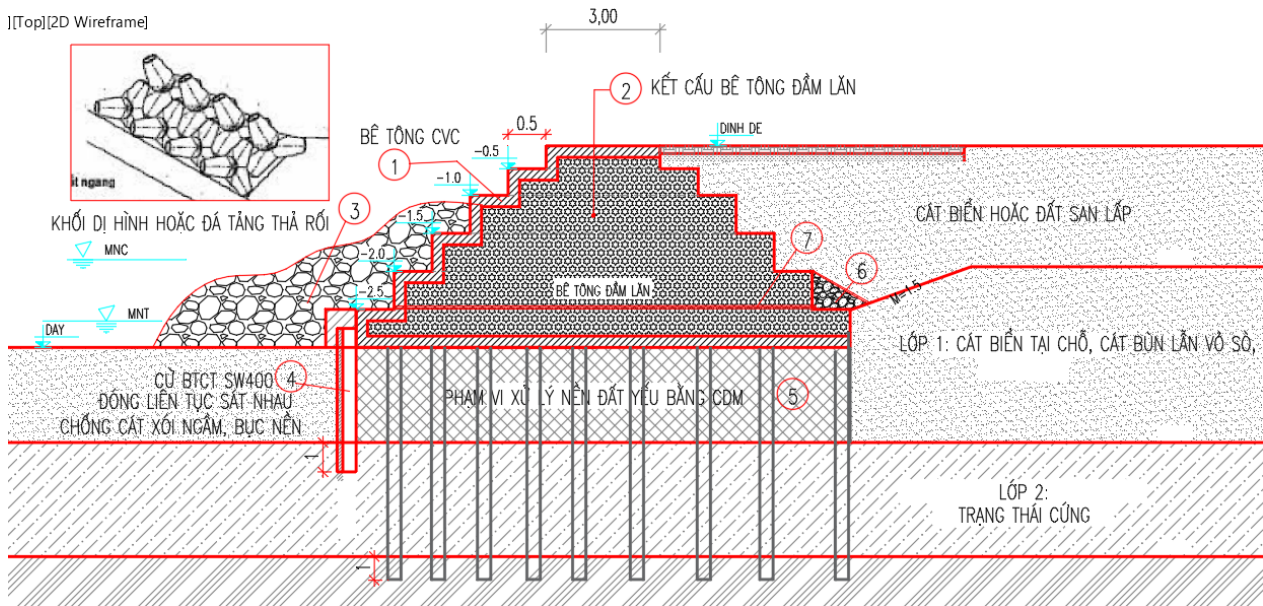 ][Top][2D Wireframe]
3,00
2 KẾT CẤU BÊ TÔNG ĐẦM LĂN
0.5
DINH DE
BÊ TÔNG CVC
-0.5
1
-1.0
ít ngang
KHỐI DỊ HÌNH HOẶC ĐÁ TẢNG THẢ RỐI
3
-1.5
CÁT BIỂN HOẶC ĐẤT SAN LẤP
7
MNC
-2.0
6
BÊ TÔNG ĐẦM LĂN
-2.5
M=1.5
MNT
DAY
LỚP 1: CÁT BIỂN TẠI CHỖ, CÁT BÙN LẪN VỎ SÒ,
CỪ BTCT SW400 4
ĐÓNG LIÊN TỤC SÁT NHAU
CHỐNG CÁT XÓI NGẦM, BỤC NỀN
PHẠM VI XỬ LÝ NỀN ĐẤT YẾU BẰNG CDM 5
1
LỚP 2:
TRẠNG THÁI CỨNG
1